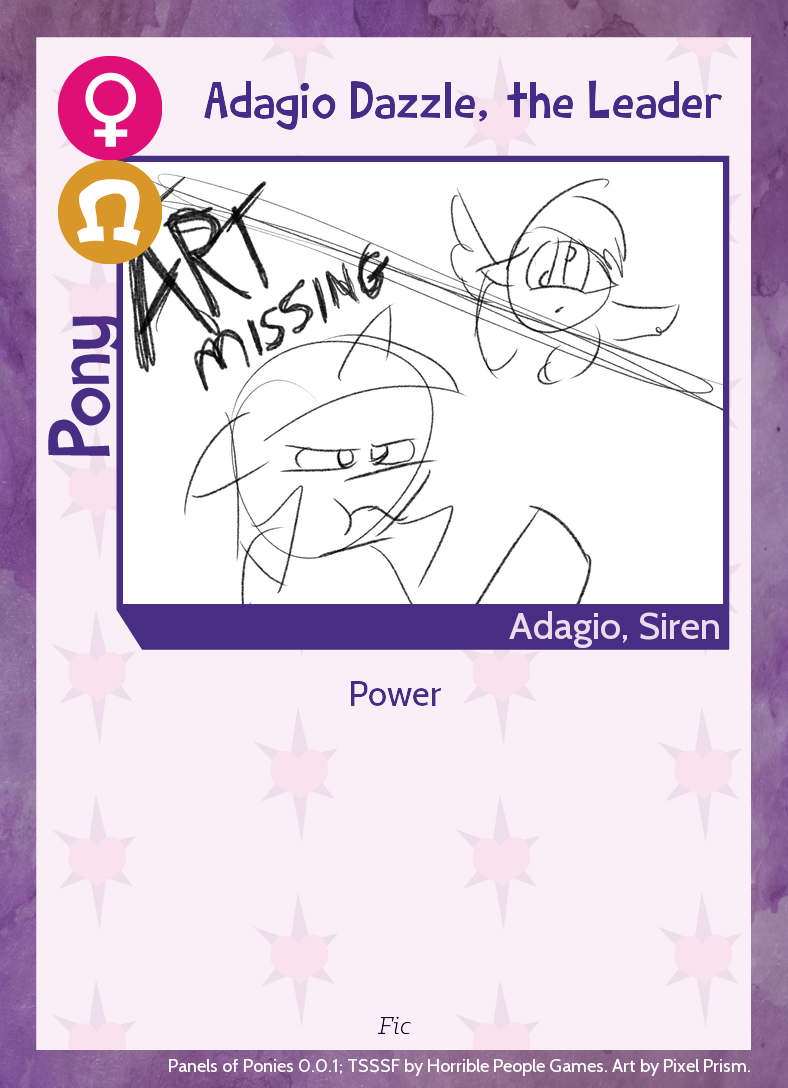 Adagio Dazzle, the Leader
ART
MISSING
Pony
Adagio, Siren
Power
Fic
Panels of Ponies 0.0.1; TSSSF by Horrible People Games. Art by Pixel Prism.